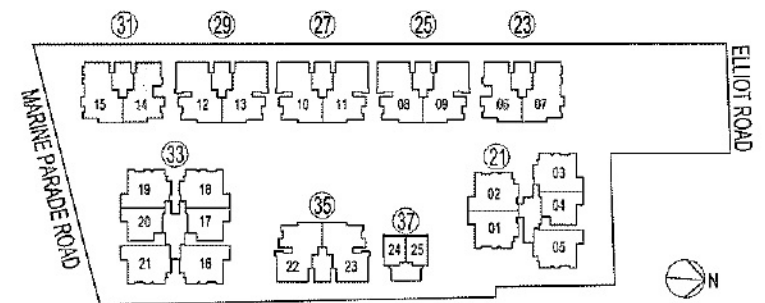 31 29 27 25 23
ELLIOT ROAD
15 14 12 13 10 11 08 09 06 07
MARINE PARADE ROAD
33 21
19 18 02 03
20 17 35 37 01 04
21 16 22 23 24 25 05
N